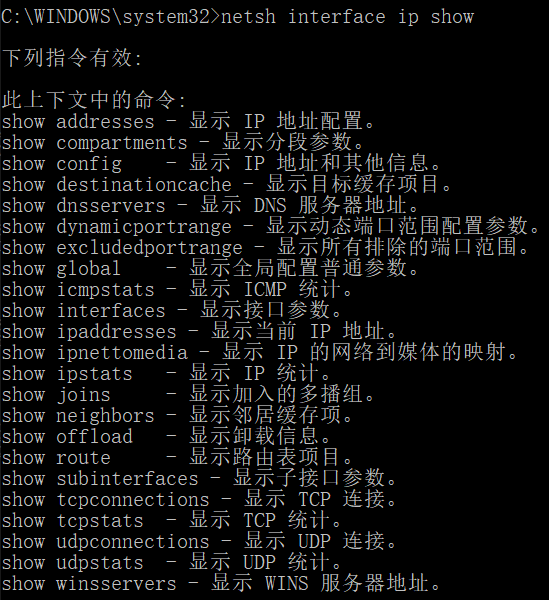 C:\WINDOWS\system32>netsh interface ip show
下列指令有效:
此上下文中的命令:
show addresses - 显示 IP 地址配置。
show compartments - 显示分段参数。
show config    - 显示 IP 地址和其他信息。
show destinationcache - 显示目标缓存项目。
show dnsservers - 显示 DNS 服务器地址。
show dynamicportrange - 显示动态端口范围配置参数。
show excludedportrange - 显示所有排除的端口范围。
show global    - 显示全局配置普通参数。
show icmpstats - 显示 ICMP 统计。
show interfaces - 显示接口参数。
show ipaddresses - 显示当前 IP 地址。
show ipnettomedia - 显示 IP 的网络到媒体的映射。
show ipstats   - 显示 IP 统计。
show joins     - 显示加入的多播组。
show neighbors - 显示邻居缓存项。
show offload   - 显示卸载信息。
show route     - 显示路由表项目。
show subinterfaces - 显示子接口参数。
show tcpconnections - 显示 TCP 连接。
show tcpstats  - 显示 TCP 统计。
show udpconnections - 显示 UDP 连接。
show udpstats  - 显示 UDP 统计。
show winsservers - 显示 WINS 服务器地址。